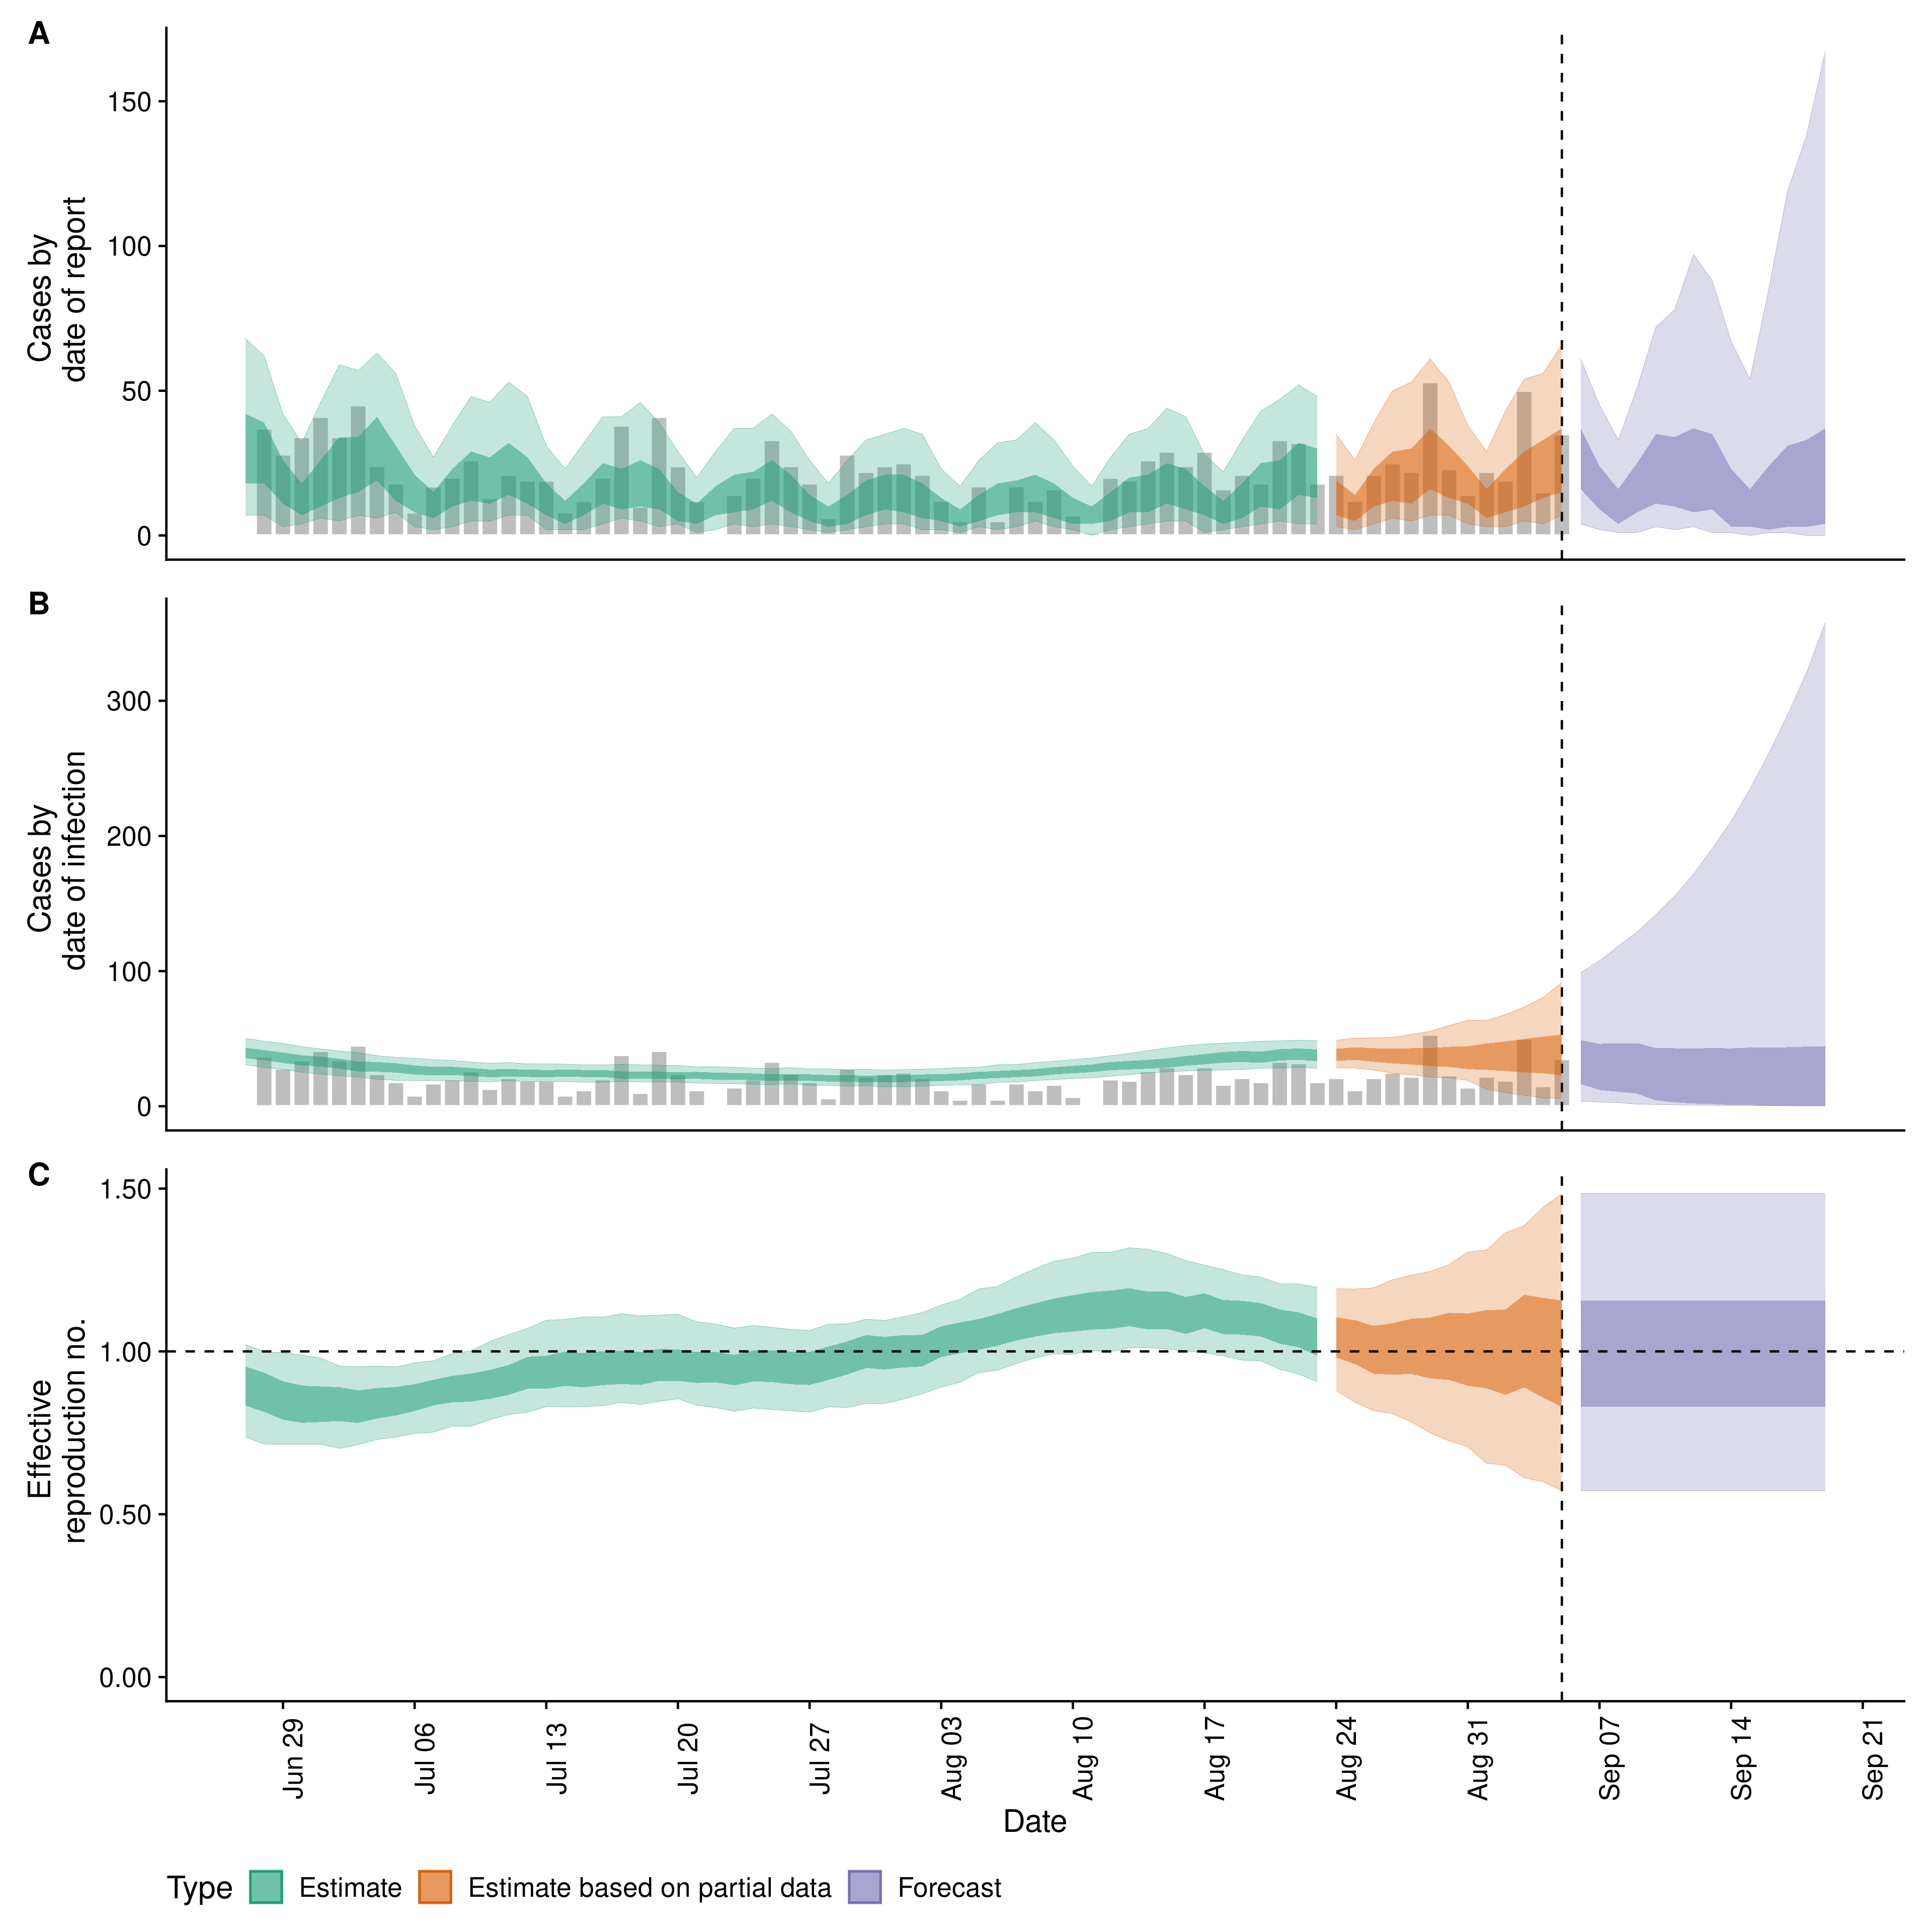 A
150
100
50
0
Cases by
date of report
B
300
200
100
0
Cases by
date of infection
C
1.50
1.00
0.50
0.00
Effective
reproduction no.
Jun 29
Jul 06
Jul 13
Jul 20
Jul 27
Aug 03
Aug 10
Aug 17
Aug 24
Aug 31
Sep 07
Sep 14
Sep 21
Date
Type Estimate Estimate based on partial data Forecast